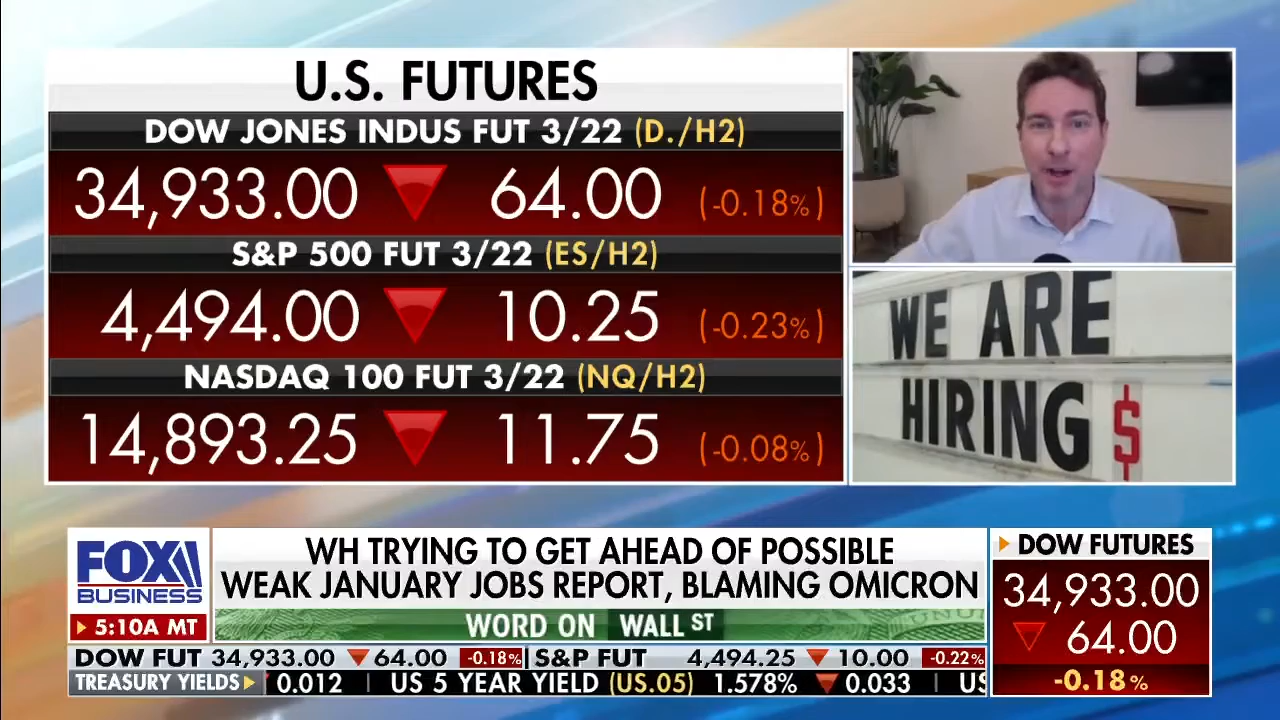 U.S. FUTURES
DOW JONES INDUS FUT 3/22 (D./H2)
34,933.00 64.00 (-0.18%)
S&P 500 FUT 3/22 (ES/H2)
4,494.00 10.25 (-0.23%)
NASDAQ 100 FUT 3/22 (NQ/H2)
14,893.25 11.75 (-0.08%)
WE ARE
HIRING $
FOX
BUSINESS
5:10A MT
WH TRYING TO GET AHEAD OF POSSIBLE
WEAK JANUARY JOBS REPORT, BLAMING OMICRON
WORD ON WALL ST
DOW FUTURES
34,933.00
64.00
-0.18%
DOW FUT 34,933.00 64.00 -0.18% S&P FUT 4,494.25 10.00 -0.22%
TREASURY YIELDS 0.012 | US 5 YEAR YIELD (US.05) 1.578% 0.033 | US